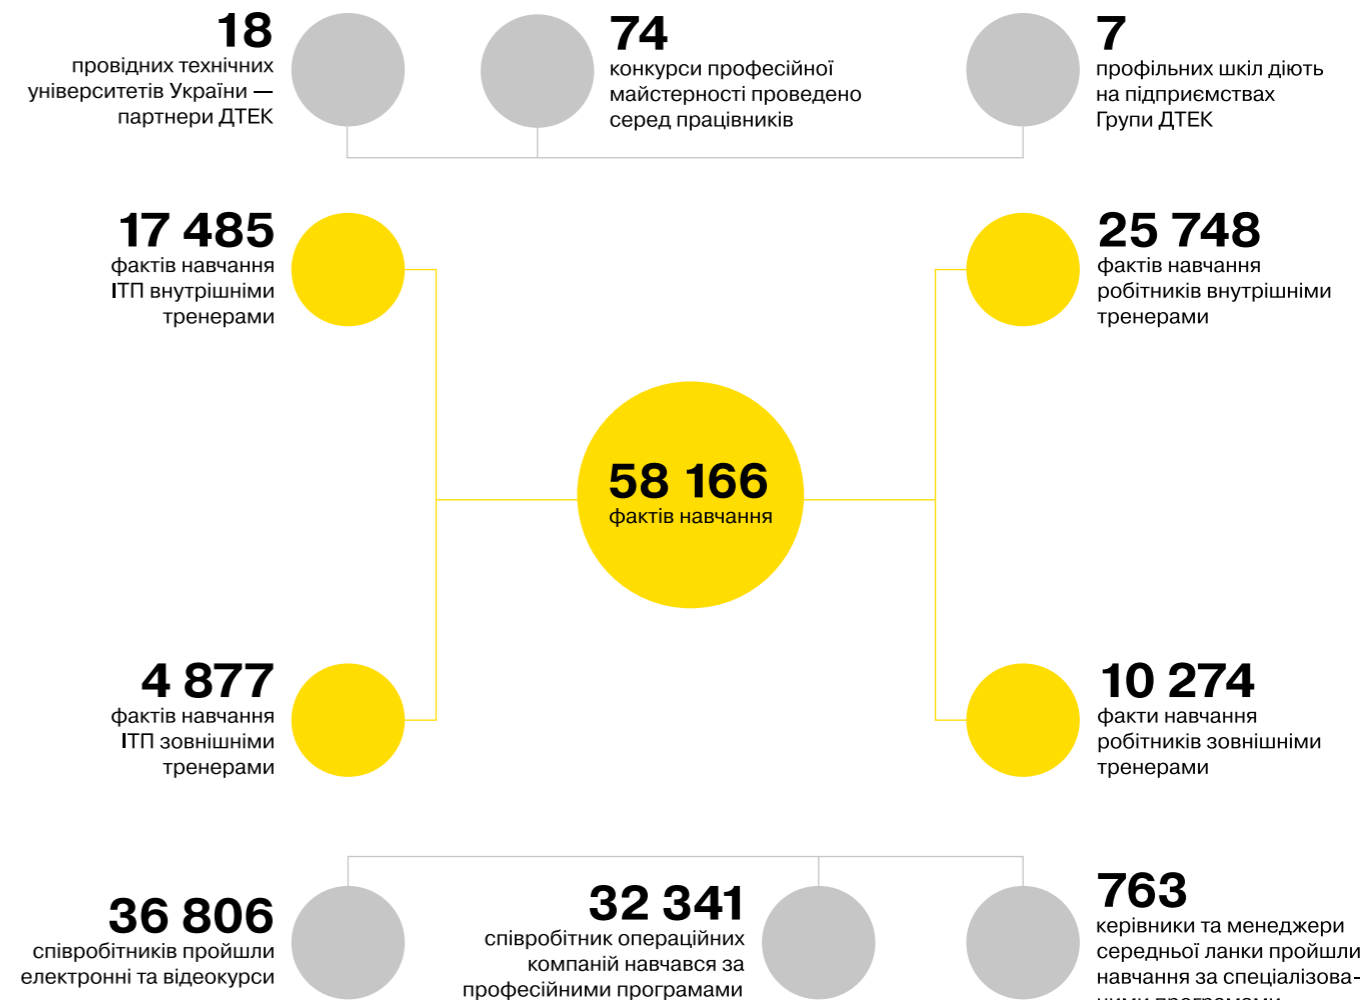 18
провідних технічних
університетів України —
партнери ДТЕК
74
конкурси професійної
майстерності проведено
серед працівників
7
профільних шкіл діють
на підприємствах
Групи ДТЕК
17 485
фактів навчання
ІТП внутрішніми
тренерами
25 748
фактів навчання
робітників внутрішніми
тренерами
58 166
фактів навчання
4 877
фактів навчання
ІТП зовнішніми
тренерами
10 274
факти навчання
робітників зовнішніми
тренерами
36 806
співробітників пройшли
електронні та відеокурси
32 341
співробітник операційних
компаній навчався за
професійними програмами
763
керівники та менеджери
середньої ланки пройшли
навчання за спеціалізова-
ними програмами